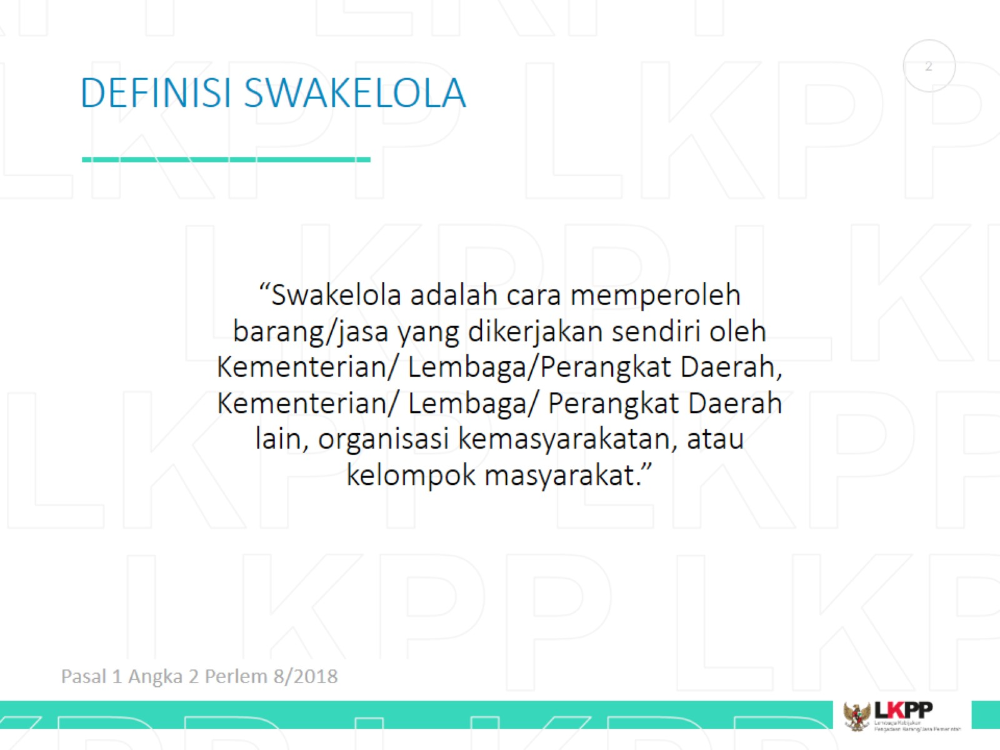 2
DEFINISI SWAKELOLA
“Swakelola adalah cara memperoleh
barang/jasa yang dikerjakan sendiri oleh
Kementerian/ Lembaga/Perangkat Daerah,
Kementerian/ Lembaga/ Perangkat Daerah
lain, organisasi kemasyarakatan, atau
kelompok masyarakat.”
Pasal 1 Angka 2 Perlem 8/2018
LKPP
Lembaga Kebijakan
Pengadaan Barang/Jasa Pemerintah